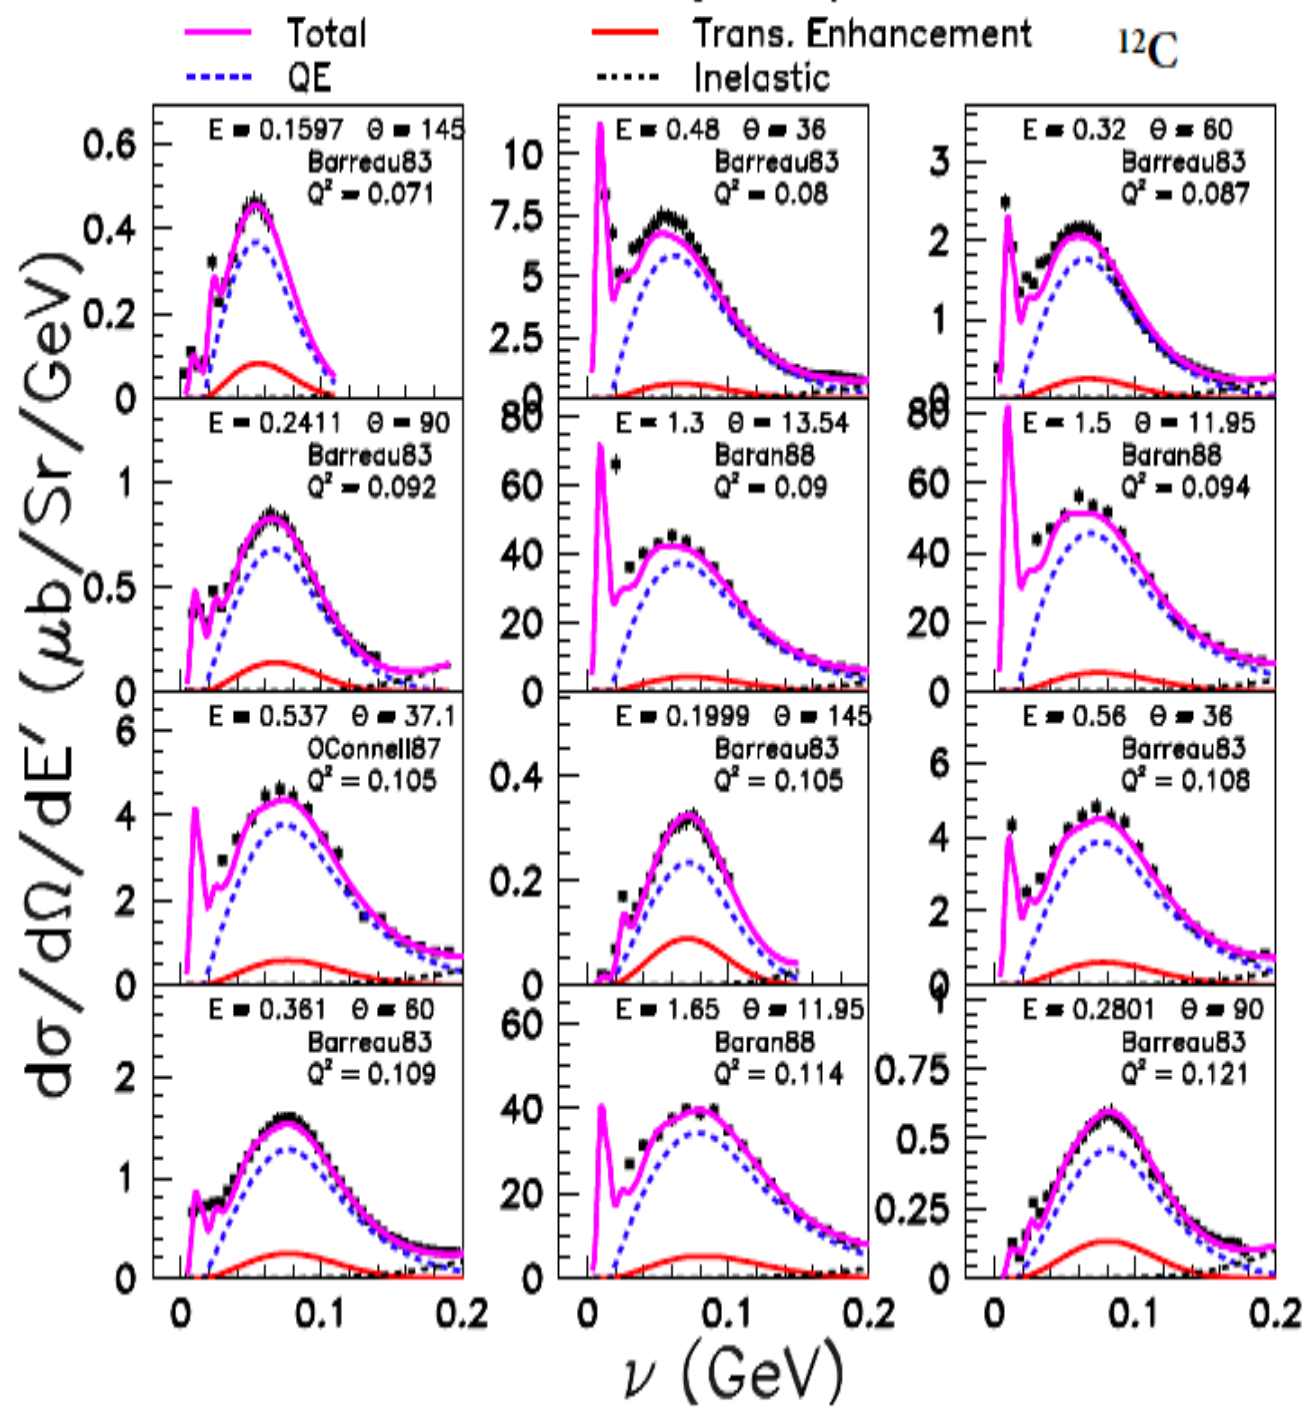 Total
Trans. Enhancement
12C
QE
Inelastic
dσ/dΩ/dE′ (μb/Sr/GeV)
E = 0.1597 Θ = 145
Barreau83
Q² = 0.071
0.6
0.4
0.2
0
E = 0.48 Θ = 36
Barreau83
Q² = 0.08
10
7.5
5
2.5
0
E = 0.32 Θ = 60
Barreau83
Q² = 0.087
3
2
1
0
E = 0.2411 Θ = 90
Barreau83
Q² = 0.092
1
0.5
0
E = 1.3 Θ = 13.54
Baran88
Q² = 0.09
80
60
40
20
0
E = 1.5 Θ = 11.95
Baran88
Q² = 0.094
80
60
40
20
0
E = 0.537 Θ = 37.1
OConnell87
Q² = 0.105
6
4
2
0
E = 0.1999 Θ = 145
Barreau83
Q² = 0.105
0.4
0.2
0
E = 0.56 Θ = 36
Barreau83
Q² = 0.108
6
4
2
0
E = 0.361 Θ = 60
Barreau83
Q² = 0.109
2
1
0
E = 1.65 Θ = 11.95
Baran88
Q² = 0.114
60
40
20
0
E = 0.2801 Θ = 90
Barreau83
Q² = 0.121
1
0.75
0.5
0.25
0
0 0.1 0.2
0 0.1 0.2
0 0.1 0.2
ν (GeV)